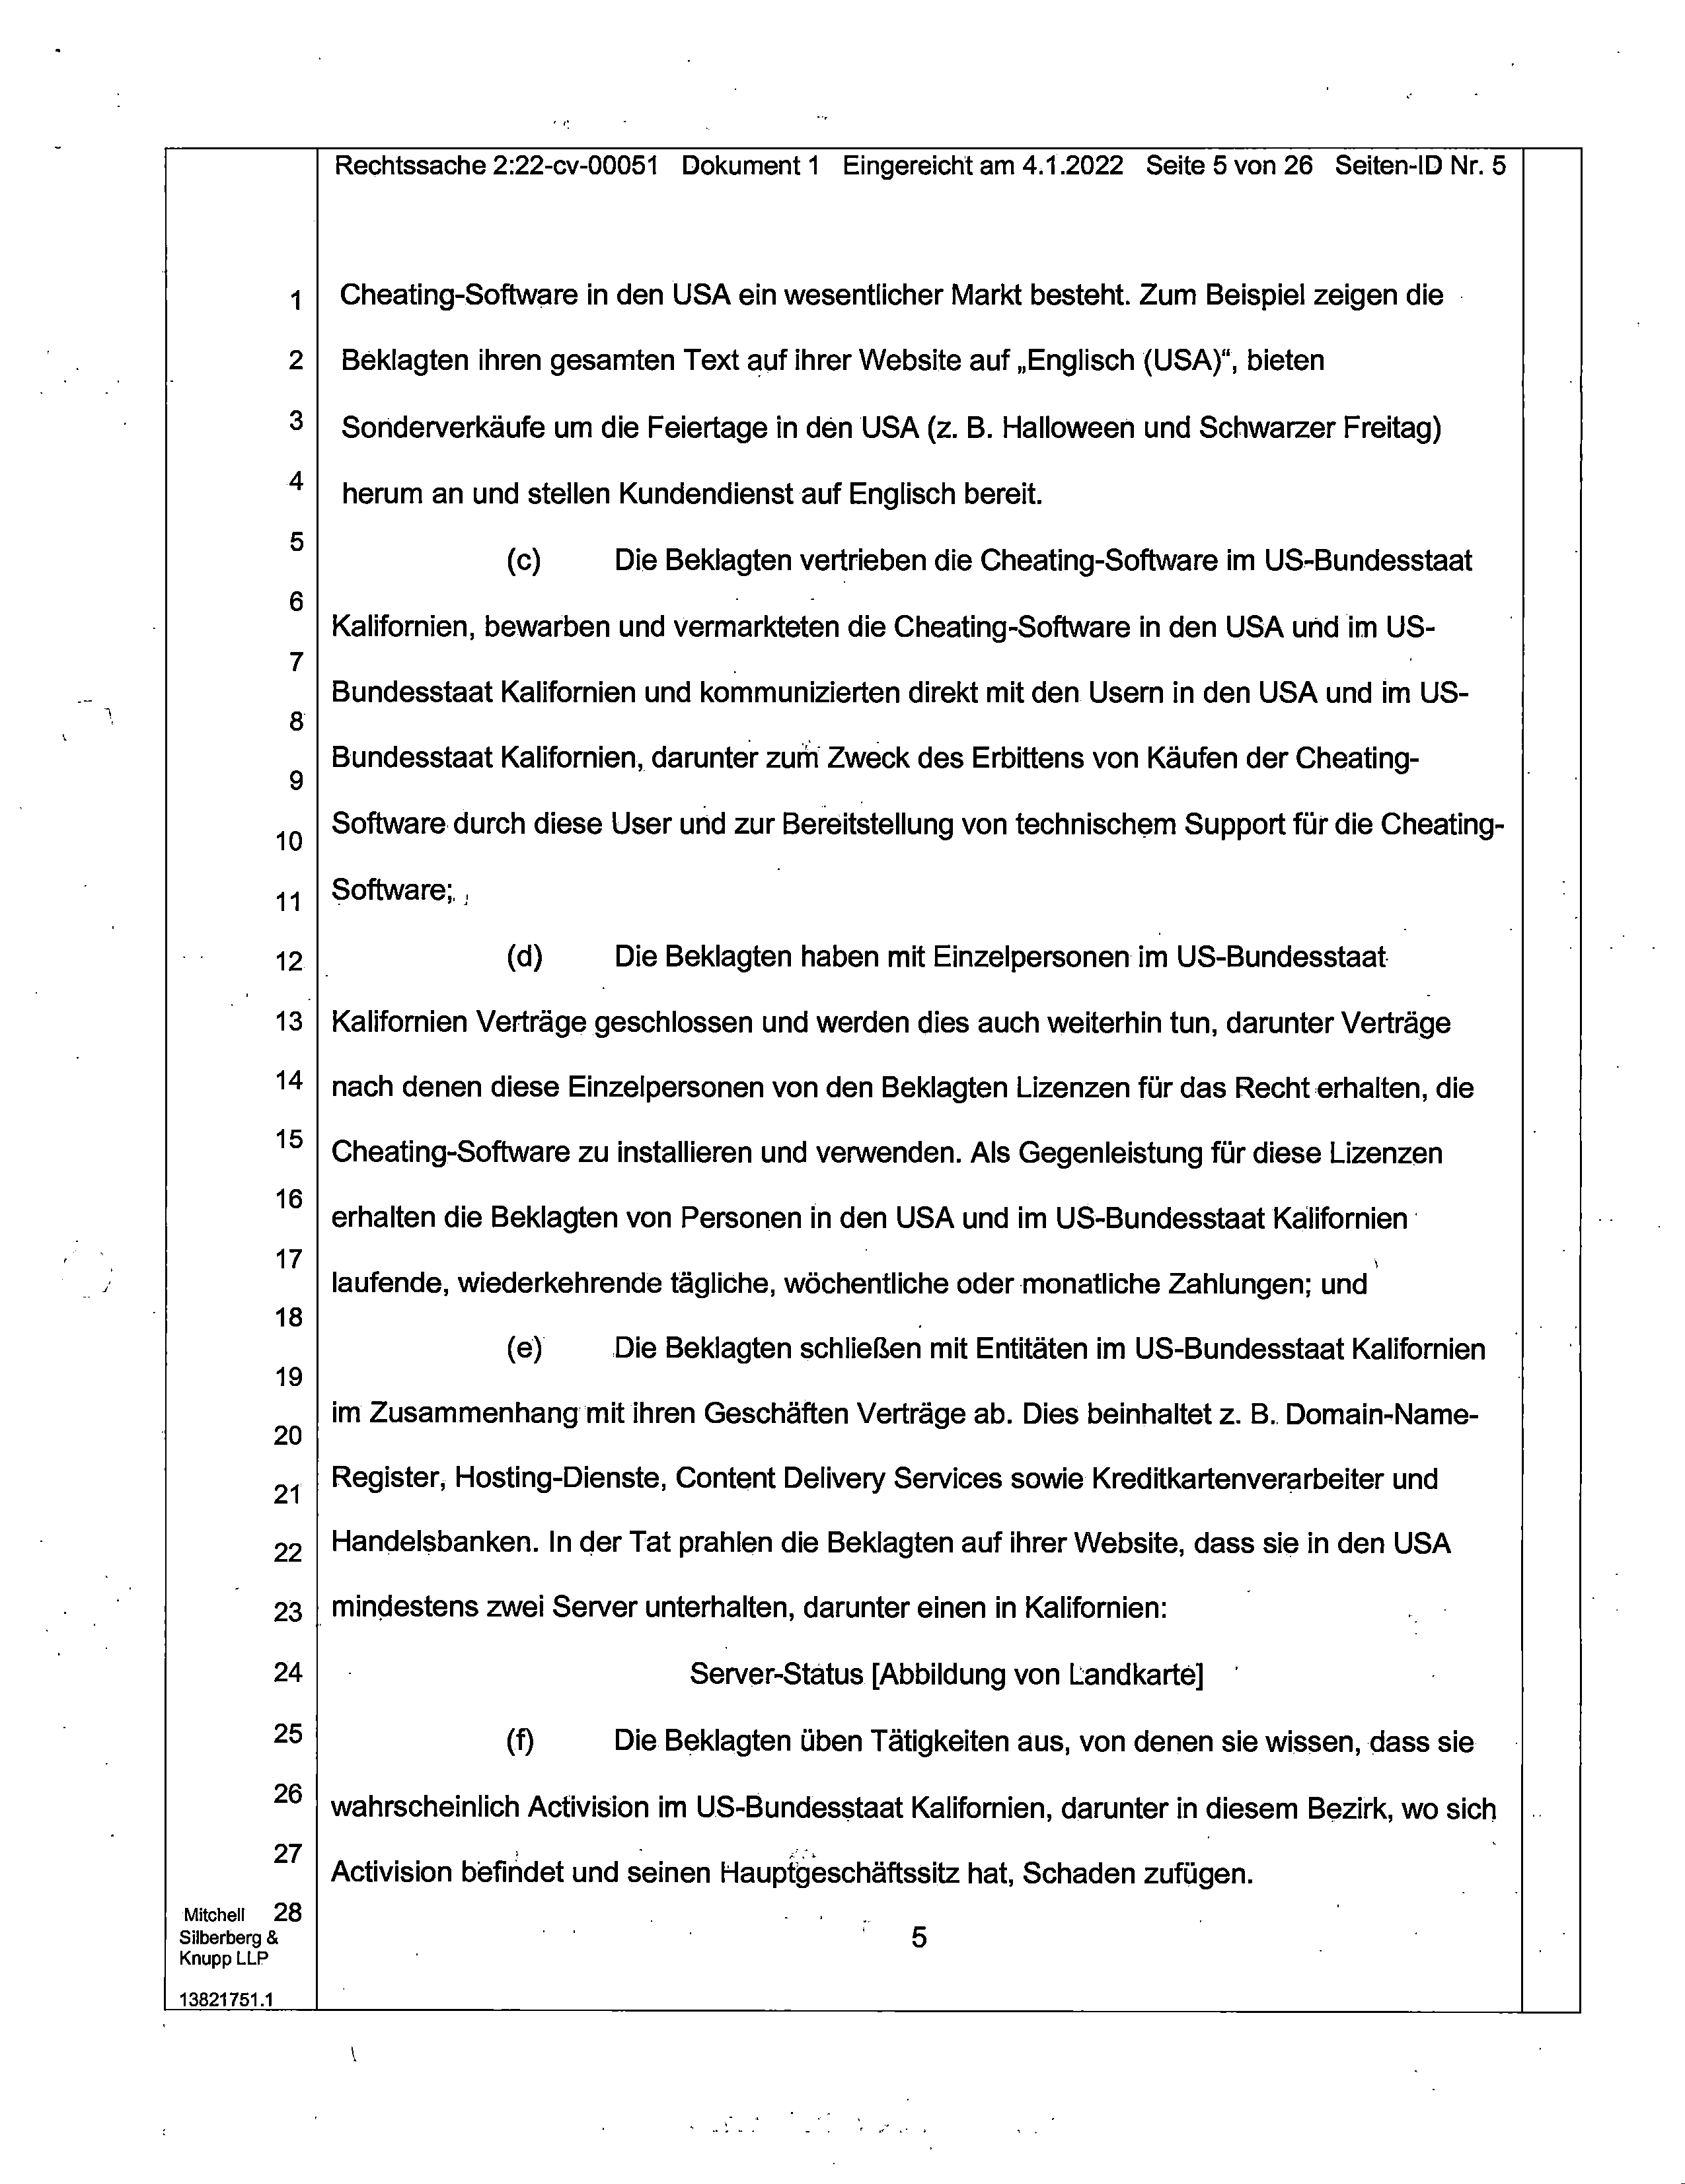 Rechtssache 2:22-cv-00051 Dokument 1 Eingereicht am 4.1.2022 Seite 5 von 26 Seiten-ID Nr. 5
1 Cheating-Software in den USA ein wesentlicher Markt besteht. Zum Beispiel zeigen die
2 Beklagten ihren gesamten Text auf ihrer Website auf „Englisch (USA)“, bieten
3 Sonderverkäufe um die Feiertage in den USA (z. B. Halloween und Schwarzer Freitag)
4 herum an und stellen Kundendienst auf Englisch bereit.
5 (c) Die Beklagten vertrieben die Cheating-Software im US-Bundesstaat
6 Kalifornien, bewarben und vermarkteten die Cheating-Software in den USA und im US-
7 Bundesstaat Kalifornien und kommunizierten direkt mit den Usern in den USA und im US-
8 Bundesstaat Kalifornien, darunter zum Zweck des Erbittens von Käufen der Cheating-
9 Software durch diese User und zur Bereitstellung von technischem Support für die Cheating-
10 Software;
11
12 (d) Die Beklagten haben mit Einzelpersonen im US-Bundesstaat
13 Kalifornien Verträge geschlossen und werden dies auch weiterhin tun, darunter Verträge
14 nach denen diese Einzelpersonen von den Beklagten Lizenzen für das Recht erhalten, die
15 Cheating-Software zu installieren und verwenden. Als Gegenleistung für diese Lizenzen
16 erhalten die Beklagten von Personen in den USA und im US-Bundesstaat Kalifornien
17 laufende, wiederkehrende tägliche, wöchentliche oder monatliche Zahlungen; und
18 (e) Die Beklagten schließen mit Entitäten im US-Bundesstaat Kalifornien
19 im Zusammenhang mit ihren Geschäften Verträge ab. Dies beinhaltet z. B. Domain-Name-
20 Register, Hosting-Dienste, Content Delivery Services sowie Kreditkartenverarbeiter und
21
22 Handelsbanken. In der Tat prahlen die Beklagten auf ihrer Website, dass sie in den USA
23 mindestens zwei Server unterhalten, darunter einen in Kalifornien:
24 Server-Status [Abbildung von Landkarte]
25 (f) Die Beklagten üben Tätigkeiten aus, von denen sie wissen, dass sie
26 wahrscheinlich Activision im US-Bundesstaat Kalifornien, darunter in diesem Bezirk, wo sich
27 Activision befindet und seinen Hauptgeschäftssitz hat, Schaden zufügen.
28
Mitchell
Silberberg &
Knupp LLP
5
13821751.1